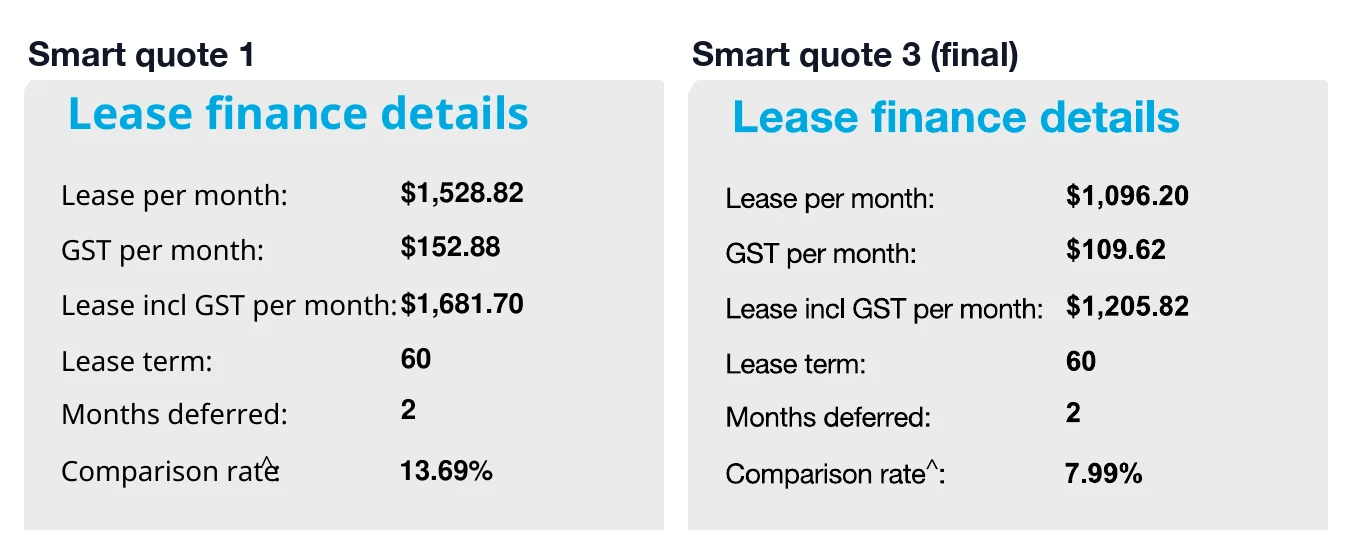 Smart quote 1
Lease finance details
Lease per month: $1,528.82
GST per month: $152.88
Lease incl GST per month: $1,681.70
Lease term: 60
Months deferred: 2
Comparison rate^: 13.69%
Smart quote 3 (final)
Lease finance details
Lease per month: $1,096.20
GST per month: $109.62
Lease incl GST per month: $1,205.82
Lease term: 60
Months deferred: 2
Comparison rate^: 7.99%